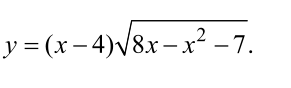 y = (x − 4)√(8x − x² − 7).